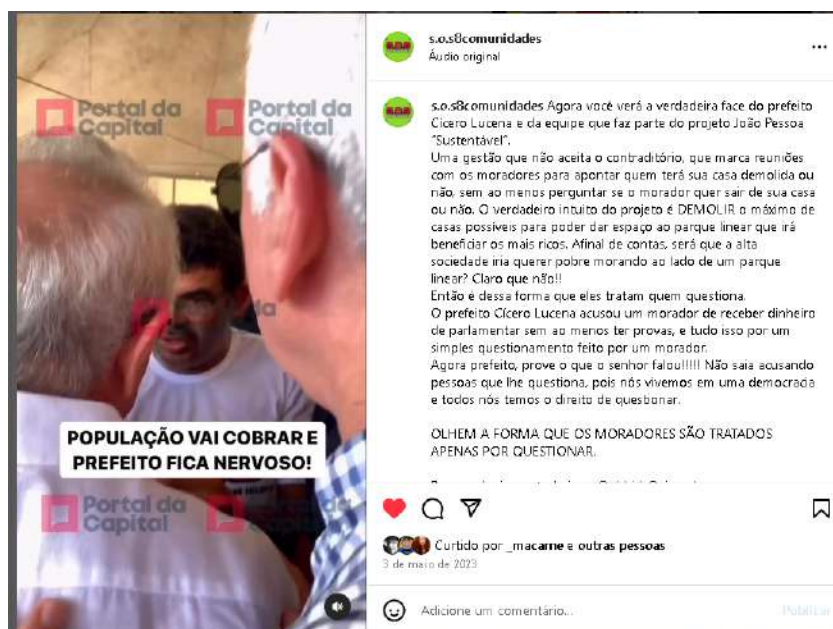 Portal da
Capital
Portal da
Capital
da
POPULAÇÃO VAI COBRAR E
PREFEITO FICA NERVOSO!
Portal da
Capital
s.o.s8comunidades
Áudio original
s.o.s8comunidades Agora você verá a verdadeira face do prefeito
Cícero Lucena e da equipe que faz parte do projeto João Pessoa
"Sustentável".
Uma gestão que não aceita o contraditório, que marca reuniões
com os moradores para apontar quem terá sua casa demolida ou
não, sem ao menos perguntar se o morador quer sair de sua casa
ou não. O verdadeiro intuito do projeto é DEMOLIR o máximo de
casas possíveis para poder dar espaço ao parque linear que irá
beneficiar os mais ricos. Afinal de contas, será que a alta
sociedade iria querer pobre morando ao lado de um parque
linear? Claro que não!!
Então é dessa forma que eles tratam quem questiona.
O prefeito Cícero Lucena acusou um morador de receber dinheiro
de parlamentar sem ao menos ter provas, e tudo isso por um
simples questionamento feito por um morador.
Agora prefeito, prove o que o senhor falou!!!!! Não saia acusando
pessoas que lhe questiona, pois nós vivemos em uma democracia
e todos nós temos o direito de questionar.
OLHEM A FORMA QUE OS MORADORES SÃO TRATADOS
APENAS POR QUESTIONAR.
Curtido por _macarne e outras pessoas
3 de maio de 2023
Adicione um comentário...
Publicar